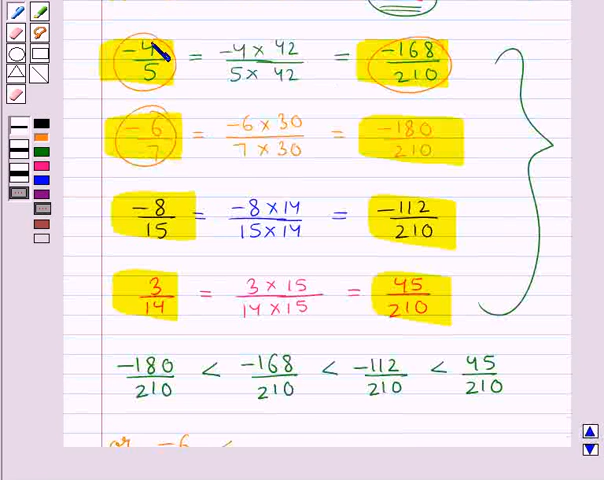 -4/5 = -4 × 42/5 × 42 = -168/210
-6/7 = -6 × 30/7 × 30 = -180/210
-8/15 = -8 × 14/15 × 14 = -112/210
3/14 = 3 × 15/14 × 15 = 45/210
-180/210 < -168/210 < -112/210 < 45/210
or -6 <